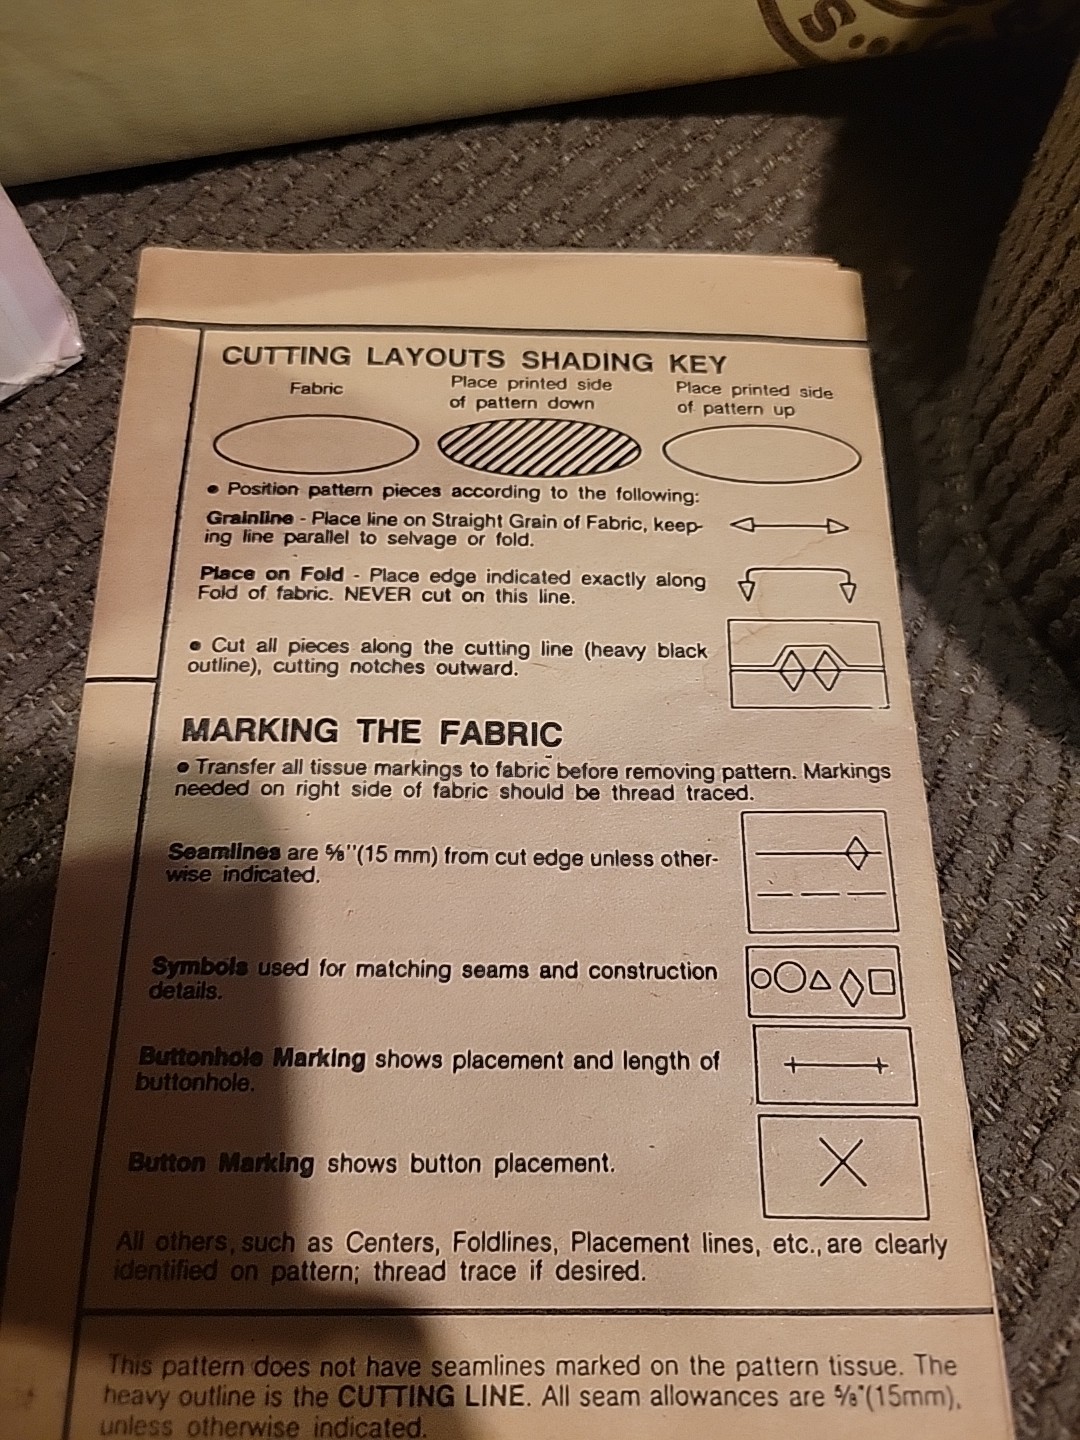 CUTTING LAYOUTS SHADING KEY
Fabric
Place printed side
of pattern down
Place printed side
of pattern up
• Position pattern pieces according to the following:
Grainline - Place line on Straight Grain of Fabric, keep-
ing line parallel to selvage or fold.
Place on Fold - Place edge indicated exactly along
Fold of fabric. NEVER cut on this line.
• Cut all pieces along the cutting line (heavy black
outline), cutting notches outward.
MARKING THE FABRIC
• Transfer all tissue markings to fabric before removing pattern. Markings
needed on right side of fabric should be thread traced.
Seamlines are ⅝"(15 mm) from cut edge unless other-
wise indicated.
Symbols used for matching seams and construction
details.
Buttonhole Marking shows placement and length of
buttonhole.
Button Marking shows button placement.
All others, such as Centers, Foldlines, Placement lines, etc., are clearly
identified on pattern; thread trace if desired.
This pattern does not have seamlines marked on the pattern tissue. The
heavy outline is the CUTTING LINE. All seam allowances are ⅝"(15mm),
unless otherwise indicated.